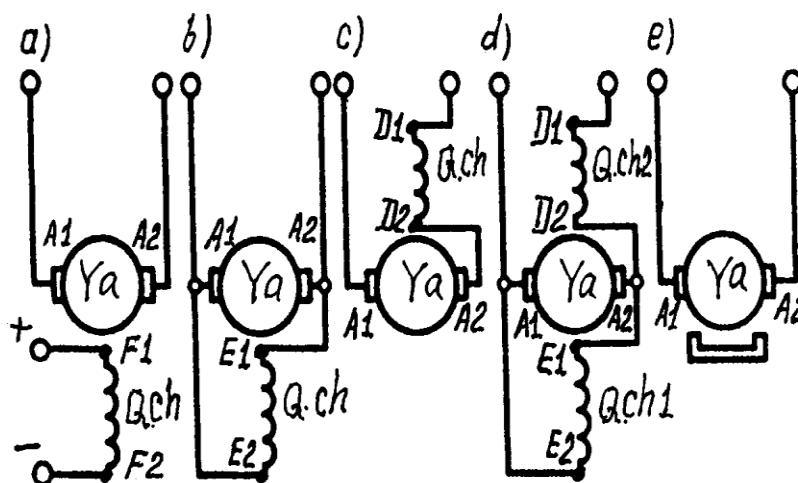 a) b) c) d) e)
D1 D1
Q.ch Q.ch2
D2 D2
A1 A2 A1 A2
Ya Ya Ya Ya Ya
A1 A2 A1 A2 A1 A2
+ F1 E1 E1
Q.ch Q.ch Q.ch1
- F2 E2 E2